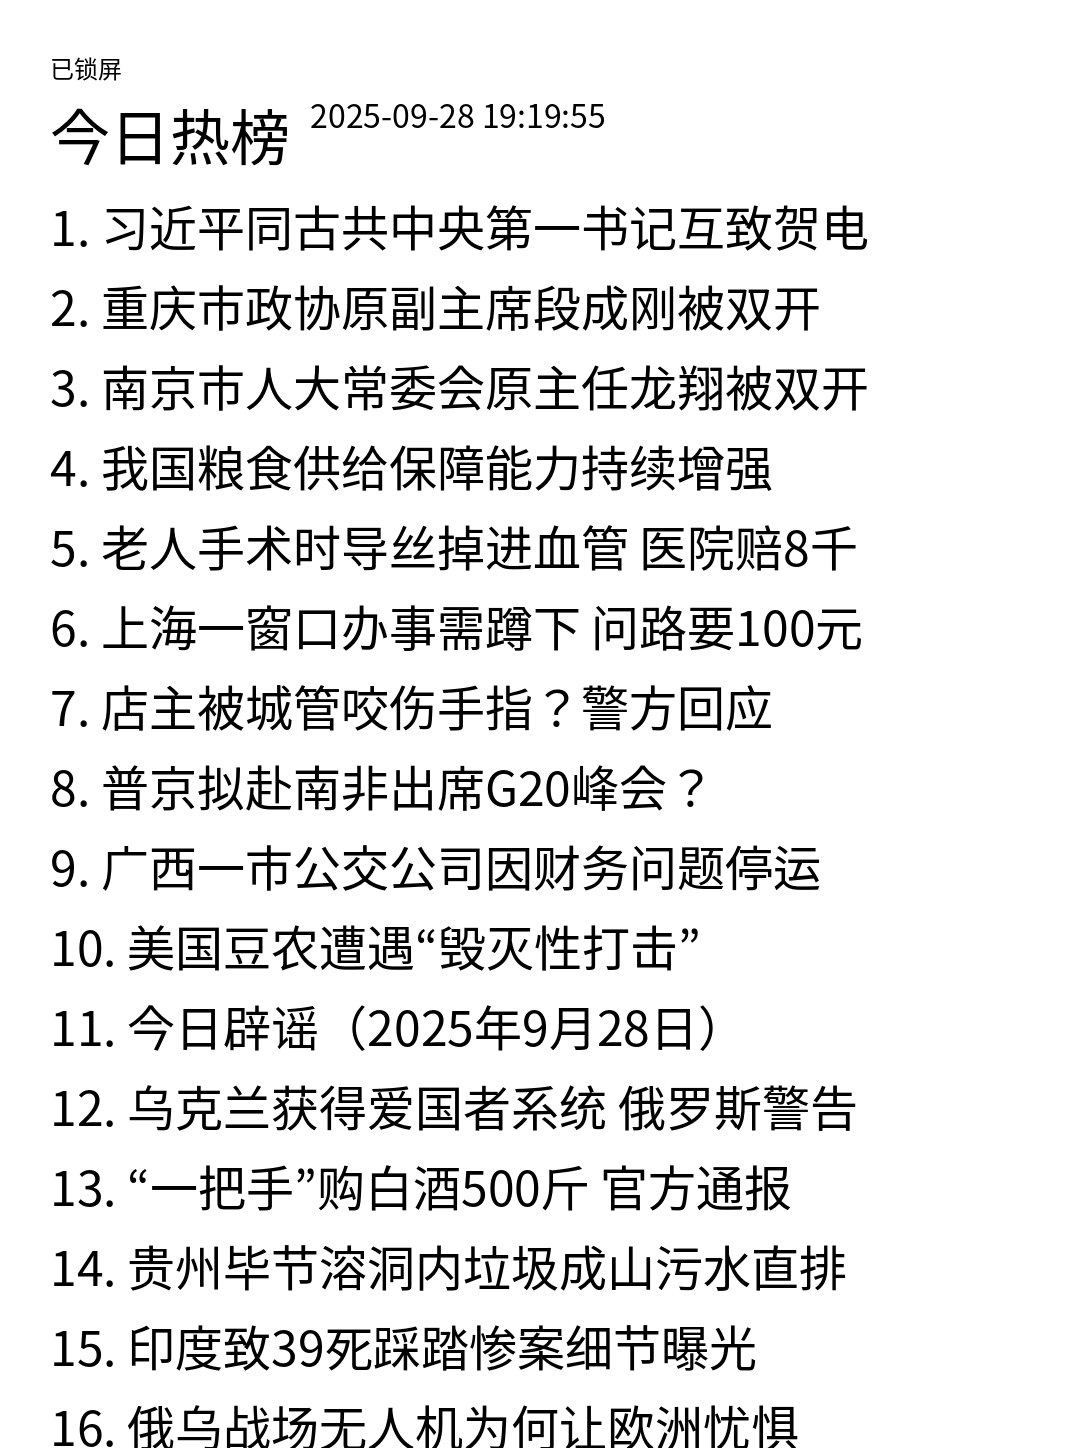 已锁屏
今日热榜 2025-09-28 19:19:55
1. 习近平同古共中央第一书记互致贺电
2. 重庆市政协原副主席段成刚被双开
3. 南京市人大常委会原主任龙翔被双开
4. 我国粮食供给保障能力持续增强
5. 老人手术时导丝掉进血管 医院赔8千
6. 上海一窗口办事需蹲下 问路要100元
7. 店主被城管咬伤手指？警方回应
8. 普京拟赴南非出席G20峰会？
9. 广西一市公交公司因财务问题停运
10. 美国豆农遭遇“毁灭性打击”
11. 今日辟谣（2025年9月28日）
12. 乌克兰获得爱国者系统 俄罗斯警告
13. “一把手”购白酒500斤 官方通报
14. 贵州毕节溶洞内垃圾成山污水直排
15. 印度致39死踩踏惨案细节曝光
16. 俄乌战场无人机为何让欧洲忧惧